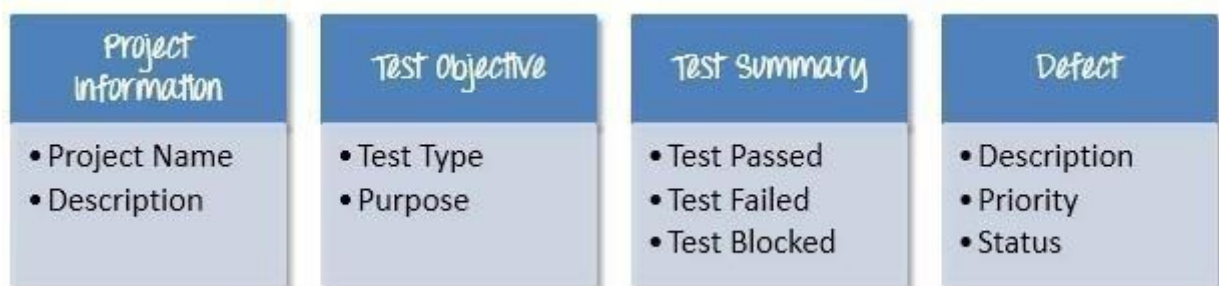 Project
Information
• Project Name
• Description
Test Objective
• Test Type
• Purpose
Test Summary
• Test Passed
• Test Failed
• Test Blocked
Defect
• Description
• Priority
• Status